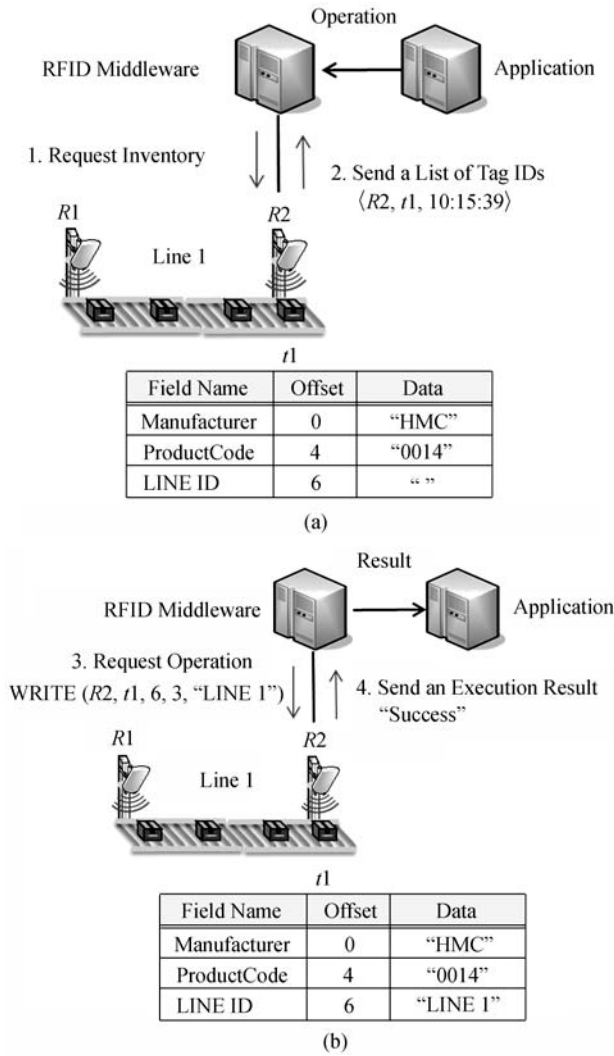 Operation
RFID Middleware
Application
1. Request Inventory
2. Send a List of Tag IDs
⟨R2, t1, 10:15:39⟩
R1
R2
Line 1
t1
Field Name Offset Data
Manufacturer 0 “HMC”
ProductCode 4 “0014”
LINE ID 6 “ ”
(a)
Result
RFID Middleware
Application
3. Request Operation
WRITE (R2, t1, 6, 3, “LINE 1”)
4. Send an Execution Result
“Success”
R1
R2
Line 1
t1
Field Name Offset Data
Manufacturer 0 “HMC”
ProductCode 4 “0014”
LINE ID 6 “LINE 1”
(b)